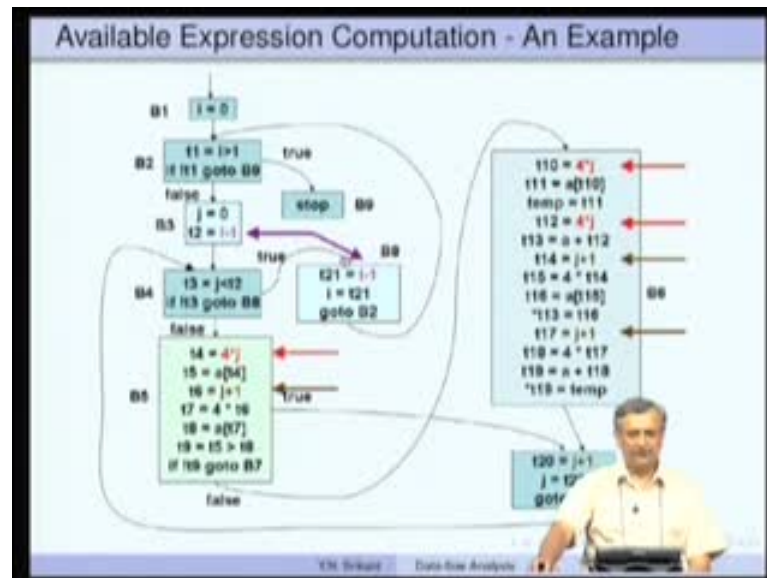 Available Expression Computation - An Example
B1
i = 0
B2
t1 = i>1
if !t1 goto B9
true
stop
B9
false
B3
j = 0
t2 = i-1
true
B8
t21 = i-1
i = t21
goto B2
B4
t3 = j<t2
if !t3 goto B8
false
B5
t4 = 4*j
t5 = a[t4]
t6 = j+1
t7 = 4 * t6
t8 = a[t7]
t9 = t5 > t8
if !t9 goto B7
true
false
t10 = 4*j
t11 = a[t10]
temp = t11
t12 = 4*j
t13 = a + t12
t14 = j+1
t15 = 4 * t14
t16 = a[t15]
*t13 = t16
t17 = j+1
t18 = 4 * t17
t19 = a + t18
*t19 = temp
B6
t20 = j+1
Y.N. Srikant
Data-flow Analysis